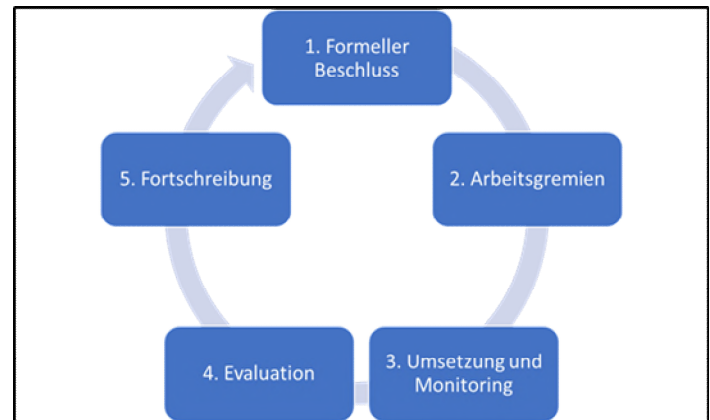 1. Formeller
Beschluss
2. Arbeitsgremien
3. Umsetzung und
Monitoring
4. Evaluation
5. Fortschreibung